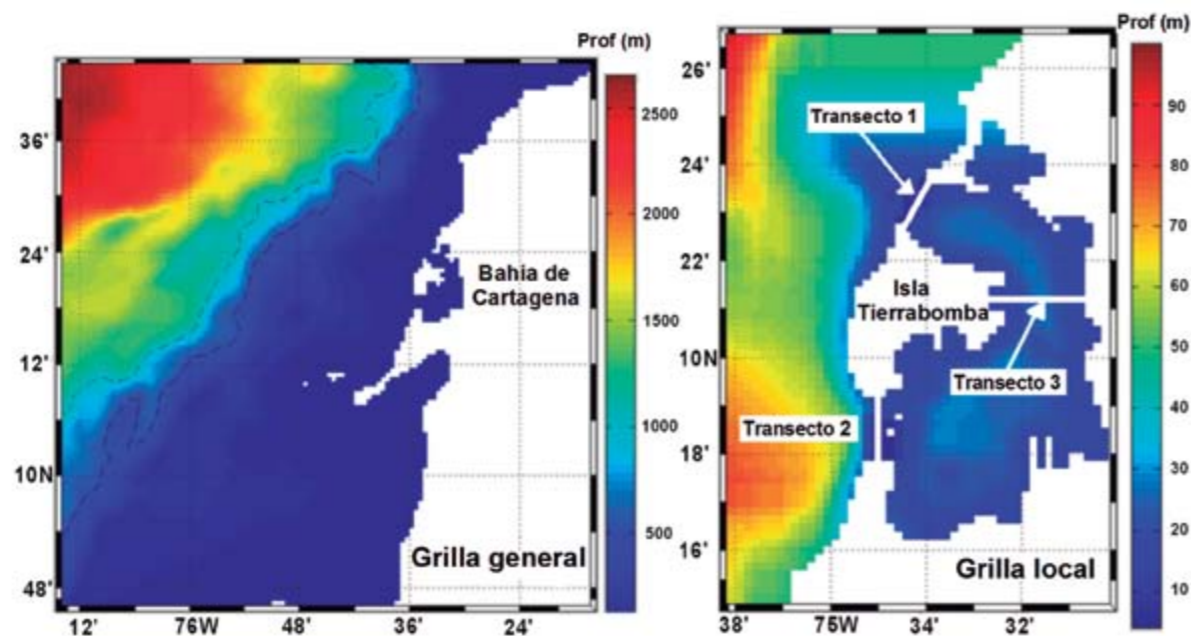 Prof (m)
2500
2000
1500
1000
500
36'
24'
12'
10N
48'
12'
76W
48'
36'
24'
Bahia de
Cartagena
Grilla general
Prof (m)
90
80
70
60
50
40
30
20
10
26'
24'
22'
10N
18'
16'
38'
75W
34'
32'
Transecto 1
Isla
Tierrabomba
Transecto 3
Transecto 2
Grilla local